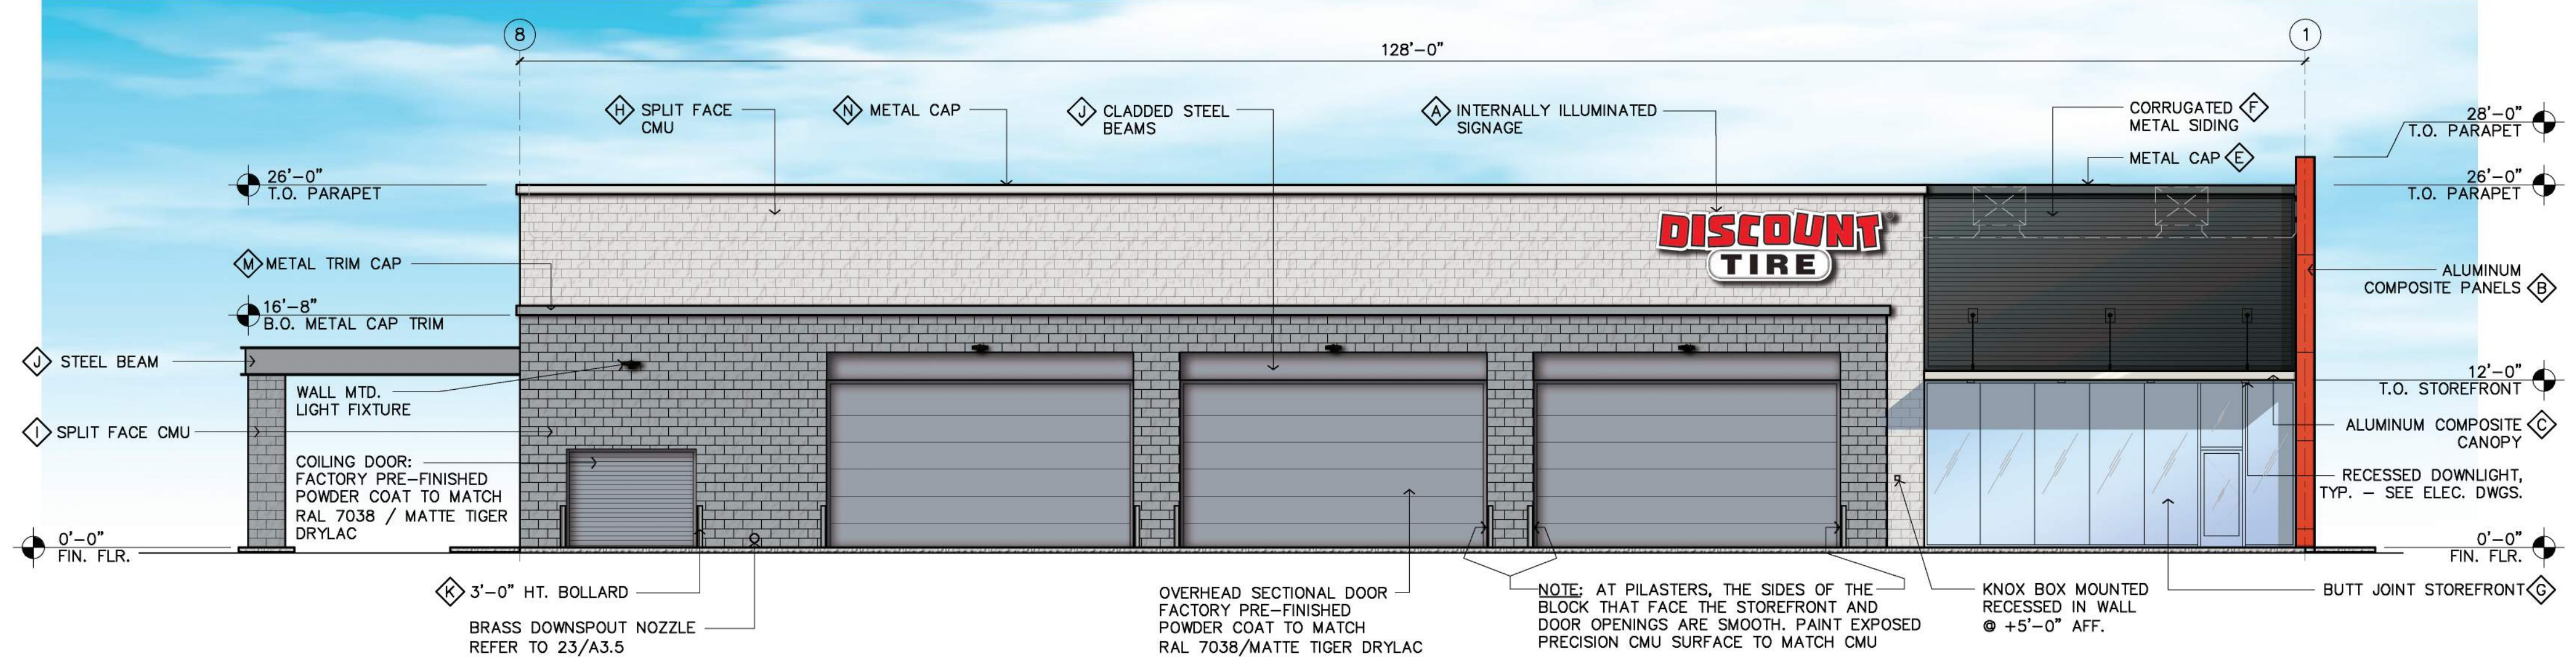 8
1
128'-0"
H SPLIT FACE
CMU
N METAL CAP
J CLADDED STEEL
BEAMS
A INTERNALLY ILLUMINATED
SIGNAGE
CORRUGATED F
METAL SIDING
METAL CAP E
28'-0"
T.O. PARAPET
26'-0"
T.O. PARAPET
26'-0"
T.O. PARAPET
DISCOUNT®
TIRE
M METAL TRIM CAP
16'-8"
B.O. METAL CAP TRIM
ALUMINUM
COMPOSITE PANELS B
J STEEL BEAM
WALL MTD.
LIGHT FIXTURE
12'-0"
T.O. STOREFRONT
I SPLIT FACE CMU
ALUMINUM COMPOSITE C
CANOPY
COILING DOOR:
FACTORY PRE-FINISHED
POWDER COAT TO MATCH
RAL 7038 / MATTE TIGER
DRYLAC
RECESSED DOWNLIGHT,
TYP. - SEE ELEC. DWGS.
0'-0"
FIN. FLR.
0'-0"
FIN. FLR.
K 3'-0" HT. BOLLARD
BRASS DOWNSPOUT NOZZLE
REFER TO 23/A3.5
OVERHEAD SECTIONAL DOOR
FACTORY PRE-FINISHED
POWDER COAT TO MATCH
RAL 7038/MATTE TIGER DRYLAC
NOTE: AT PILASTERS, THE SIDES OF THE
BLOCK THAT FACE THE STOREFRONT AND
DOOR OPENINGS ARE SMOOTH. PAINT EXPOSED
PRECISION CMU SURFACE TO MATCH CMU
KNOX BOX MOUNTED
RECESSED IN WALL
@ +5'-0" AFF.
BUTT JOINT STOREFRONT G